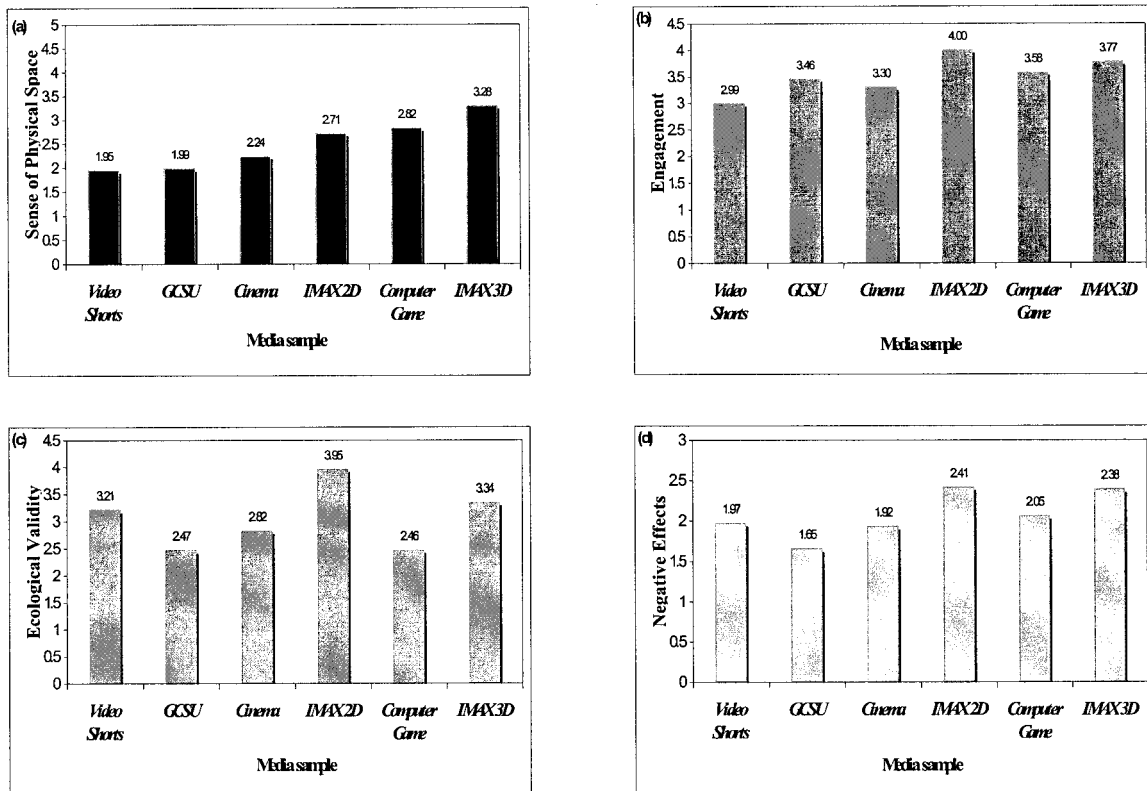 (a)
Sense of Physical Space
5
4.5
4
3.5
3
2.5
2
1.5
1
0.5
0
1.95
1.99
2.24
2.71
2.82
3.28
Video Shorts
GCSU
Cinema
IMAX2D
Computer Game
IMAX3D
Media sample
(b)
Engagement
4.5
4
3.5
3
2.5
2
1.5
1
0.5
0
2.99
3.46
3.30
4.00
3.58
3.77
Video Shorts
GCSU
Cinema
IMAX2D
Computer Game
IMAX3D
Media sample
(c)
Ecological Validity
4.5
4
3.5
3
2.5
2
1.5
1
0.5
0
3.21
2.47
2.82
3.95
2.46
3.34
Video Shorts
GCSU
Cinema
IMAX2D
Computer Game
IMAX3D
Media sample
(d)
Negative Effects
3
2.5
2
1.5
1
0.5
0
1.97
1.65
1.92
2.41
2.05
2.38
Video Shorts
GCSU
Cinema
IMAX2D
Computer Game
IMAX3D
Media sample